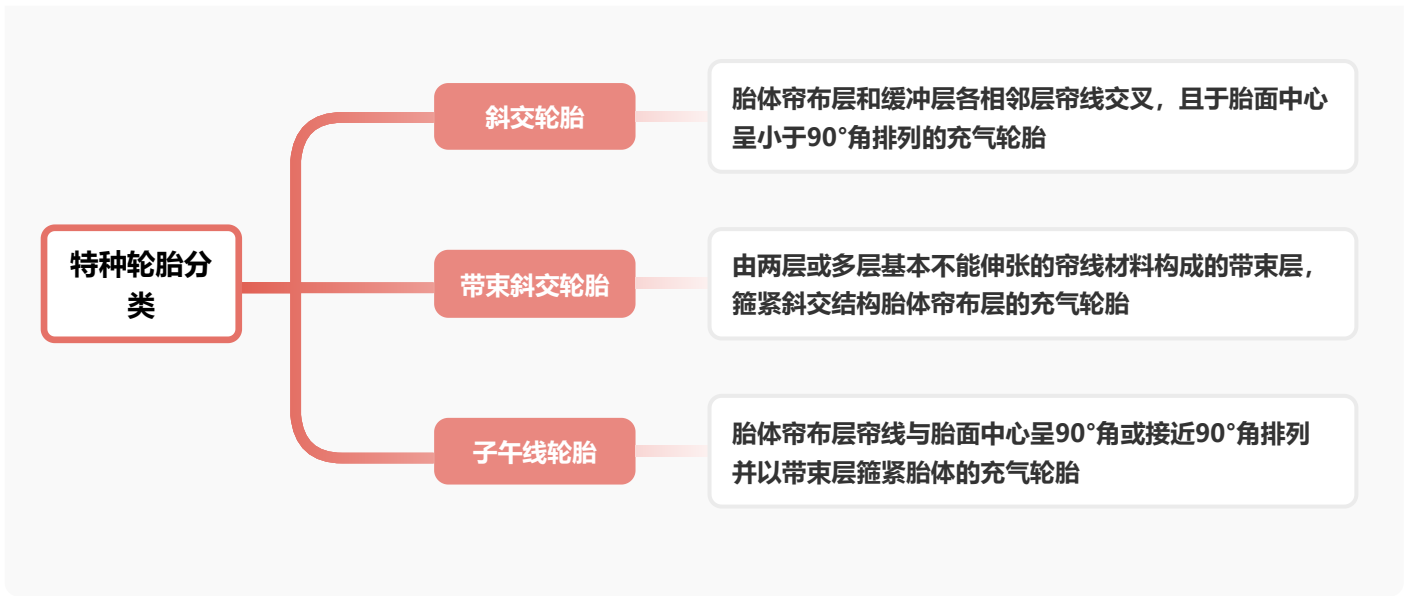 特种轮胎分
类
斜交轮胎
胎体帘布层和缓冲层各相邻层帘线交叉，且于胎面中心
呈小于90°角排列的充气轮胎
带束斜交轮胎
由两层或多层基本不能伸张的帘线材料构成的带束层，
箍紧斜交结构胎体帘布层的充气轮胎
子午线轮胎
胎体帘布层帘线与胎面中心呈90°角或接近90°角排列
并以带束层箍紧胎体的充气轮胎